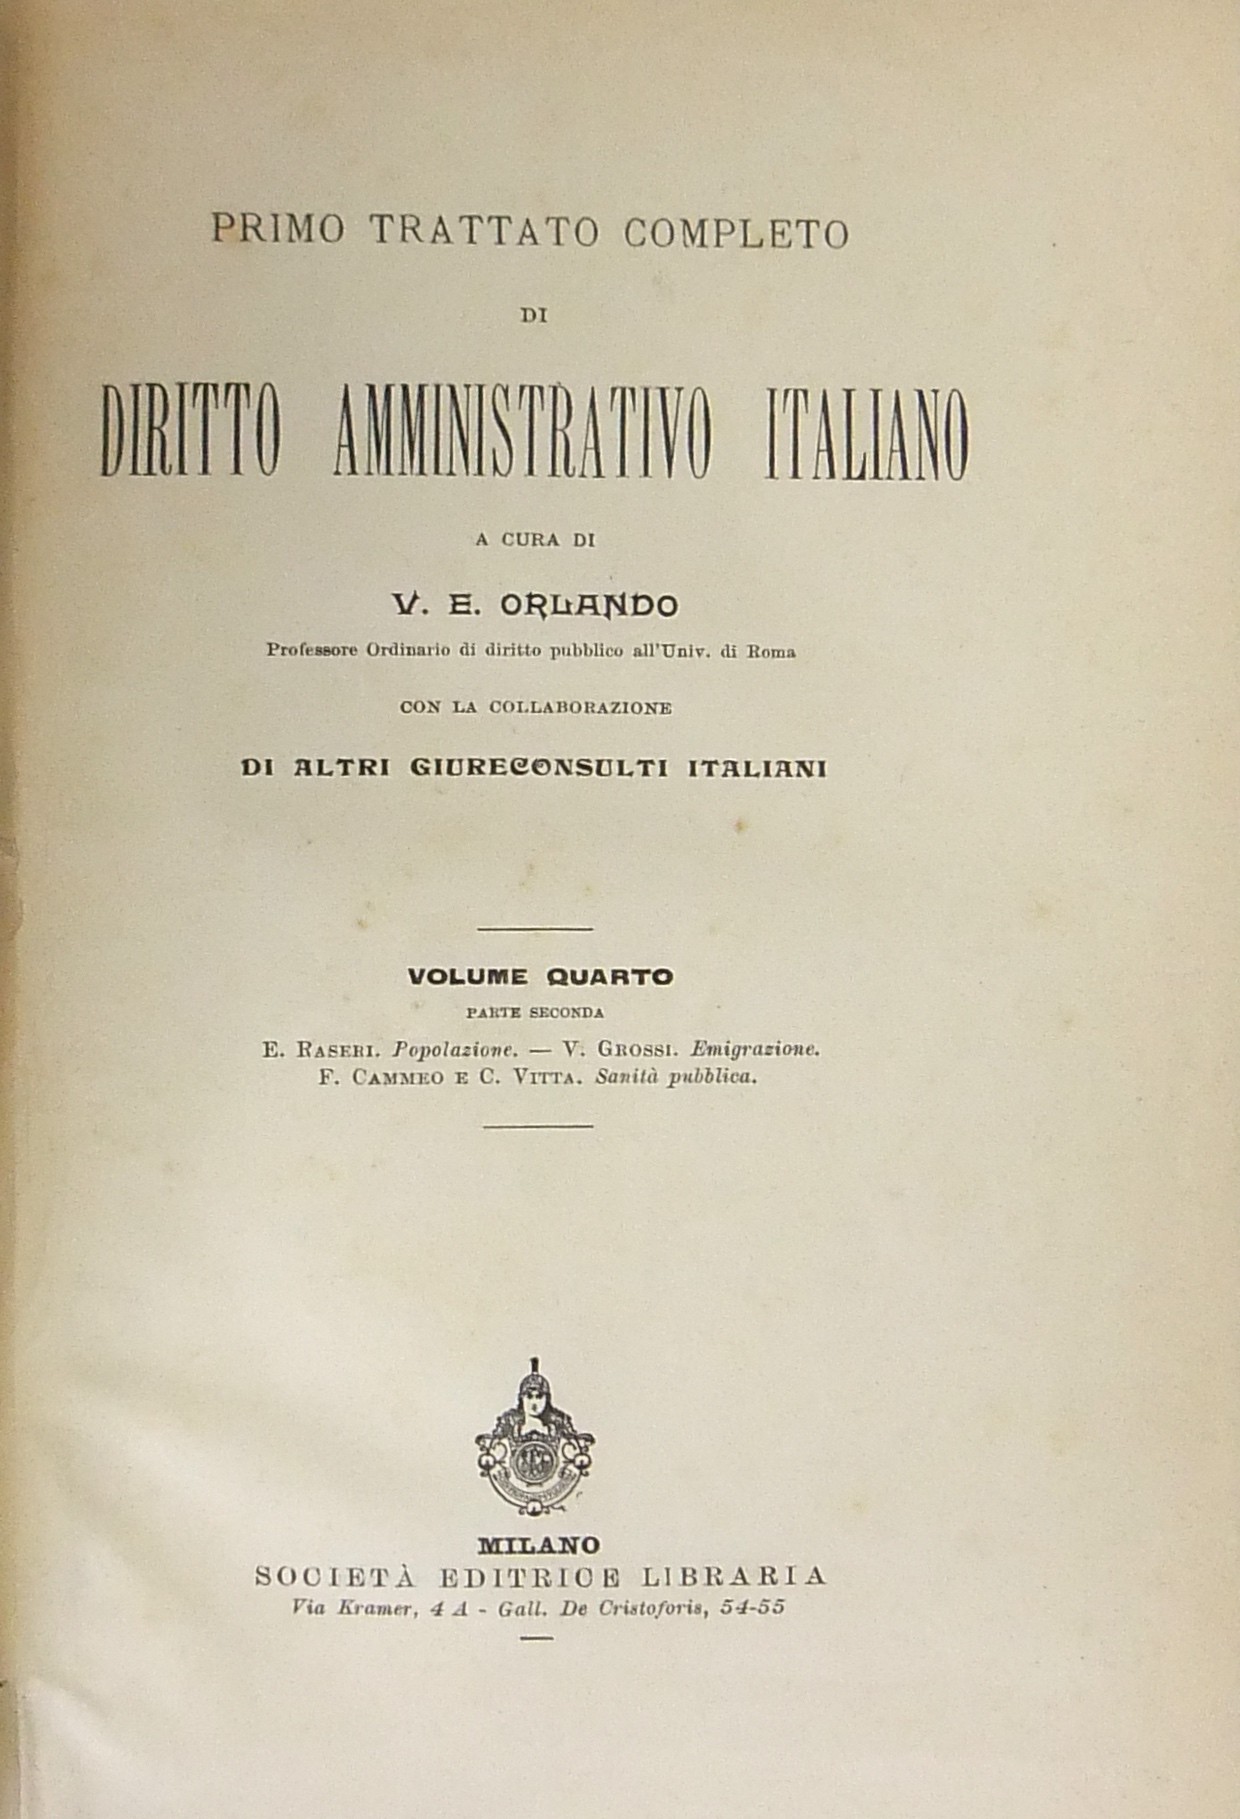 PRIMO TRATTATO COMPLETO
DI
DIRITTO AMMINISTRATIVO ITALIANO
A CURA DI
V. E. ORLANDO
Professore Ordinario di diritto pubblico all'Univ. di Roma
CON LA COLLABORAZIONE
DI ALTRI GIURECONSULTI ITALIANI
VOLUME QUARTO
PARTE SECONDA
E. RASERI. Popolazione. — V. GROSSI. Emigrazione.
F. CAMMEO E C. VITTA. Sanità pubblica.
MILANO
SOCIETÀ EDITRICE LIBRARIA
Via Kramer, 4 A - Gall. De Cristoforis, 54-55